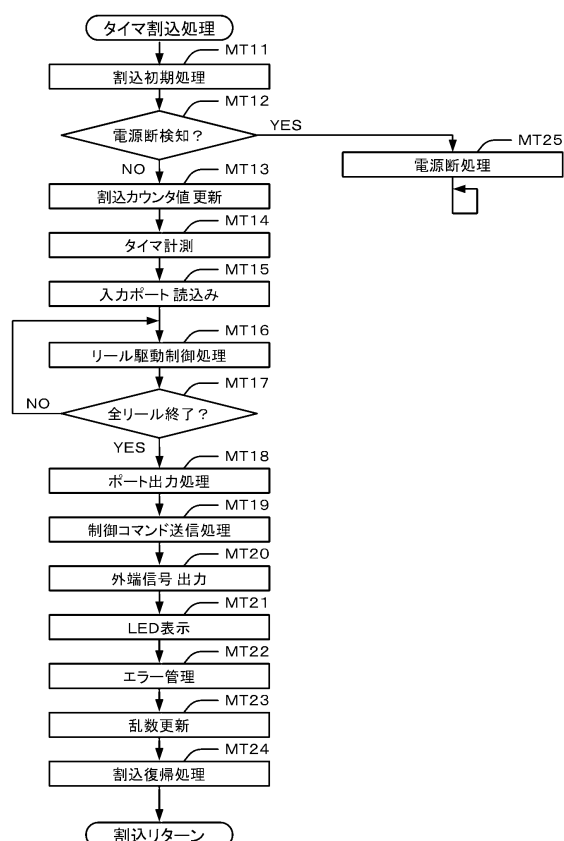 タイマ割込処理
MT11
割込初期処理
MT12
電源断検知？
YES
MT25
電源断処理
NO
MT13
割込カウンタ値 更新
MT14
タイマ計測
MT15
入力ポート 読込み
MT16
リール駆動制御処理
MT17
NO
全リール終了？
YES
MT18
ポート出力処理
MT19
制御コマンド送信処理
MT20
外端信号 出力
MT21
LED表示
MT22
エラー管理
MT23
乱数更新
MT24
割込復帰処理
割込リターン